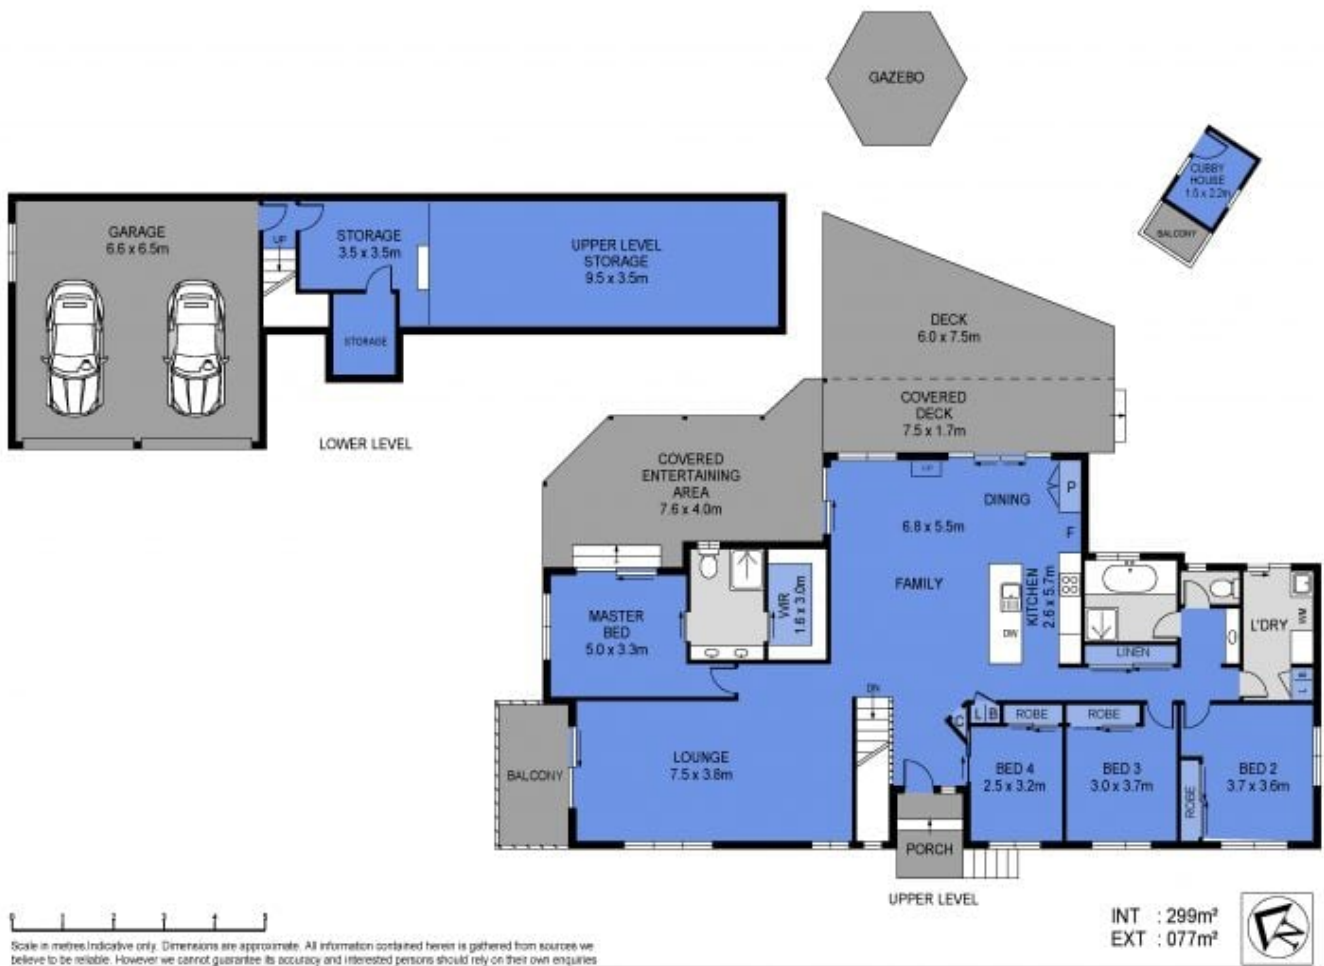 GAZEBO
CUBBY
HOUSE
1.5 x 2.2m
BALCONY
GARAGE
6.6 x 6.5m
UP
STORAGE
3.5 x 3.5m
UPPER LEVEL
STORAGE
9.5 x 3.5m
STORAGE
LOWER LEVEL
DECK
6.0 x 7.5m
COVERED
DECK
7.5 x 1.7m
COVERED
ENTERTAINING
AREA
7.6 x 4.0m
DINING
P
6.8 x 5.5m
F
FAMILY
KITCHEN
2.6 x 5.7m
DW
MASTER
BED
5.0 x 3.3m
WIR
1.6 x 3.0m
LINEN
L'DRY
WM
L B
DN
C
L B
ROBE
ROBE
LOUNGE
7.5 x 3.8m
BALCONY
BED 4
2.5 x 3.2m
BED 3
3.0 x 3.7m
BED 2
3.7 x 3.6m
ROBE
PORCH
UPPER LEVEL
INT : 299m²
EXT : 077m²
0 1 2 3 4 5
Scale in metres. Indicative only. Dimensions are approximate. All information contained herein is gathered from sources we
believe to be reliable. However we cannot guarantee its accuracy and interested persons should rely on their own enquiries